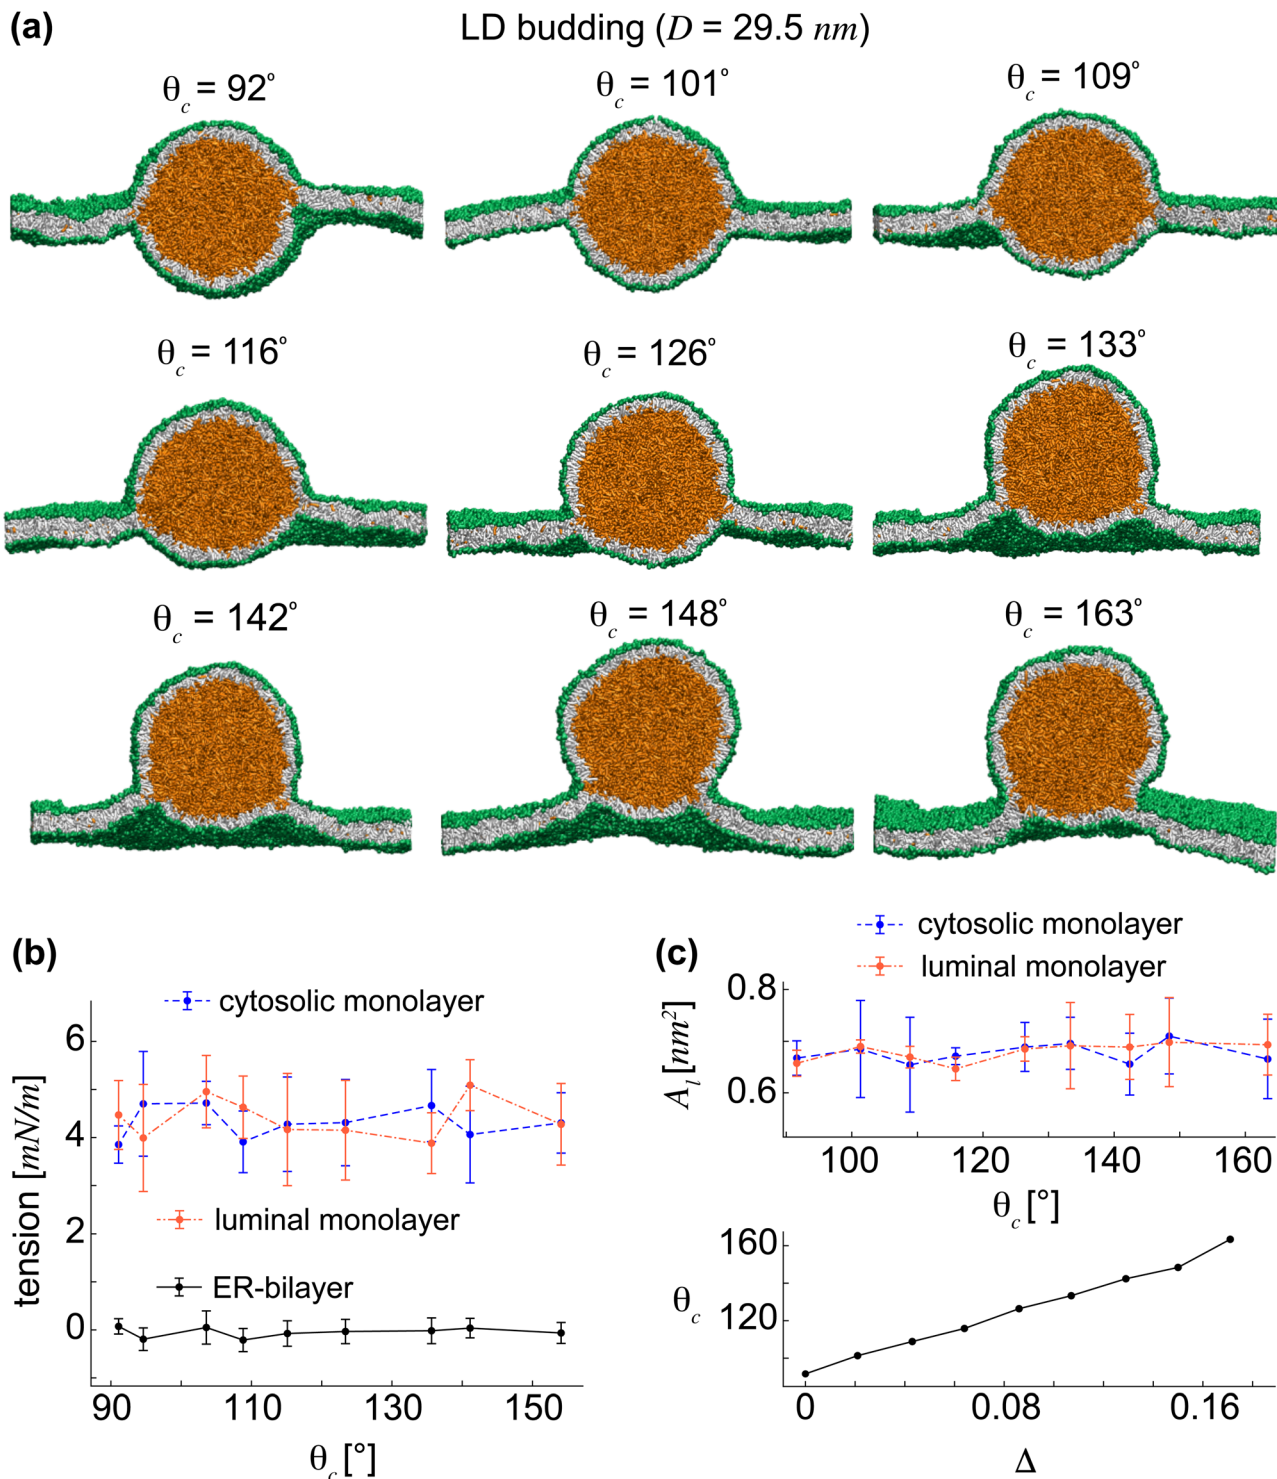 (a)
LD budding (D = 29.5 nm)
θc = 92°
θc = 101°
θc = 109°
θc = 116°
θc = 126°
θc = 133°
θc = 142°
θc = 148°
θc = 163°
(b)
cytosolic monolayer
luminal monolayer
ER-bilayer
tension [mN/m]
6
4
2
0
90 110 130 150
θc [°]
(c)
cytosolic monolayer
luminal monolayer
Al [nm²]
0.8
0.6
100 120 140 160
θc [°]
θc
160
120
0 0.08 0.16
Δ